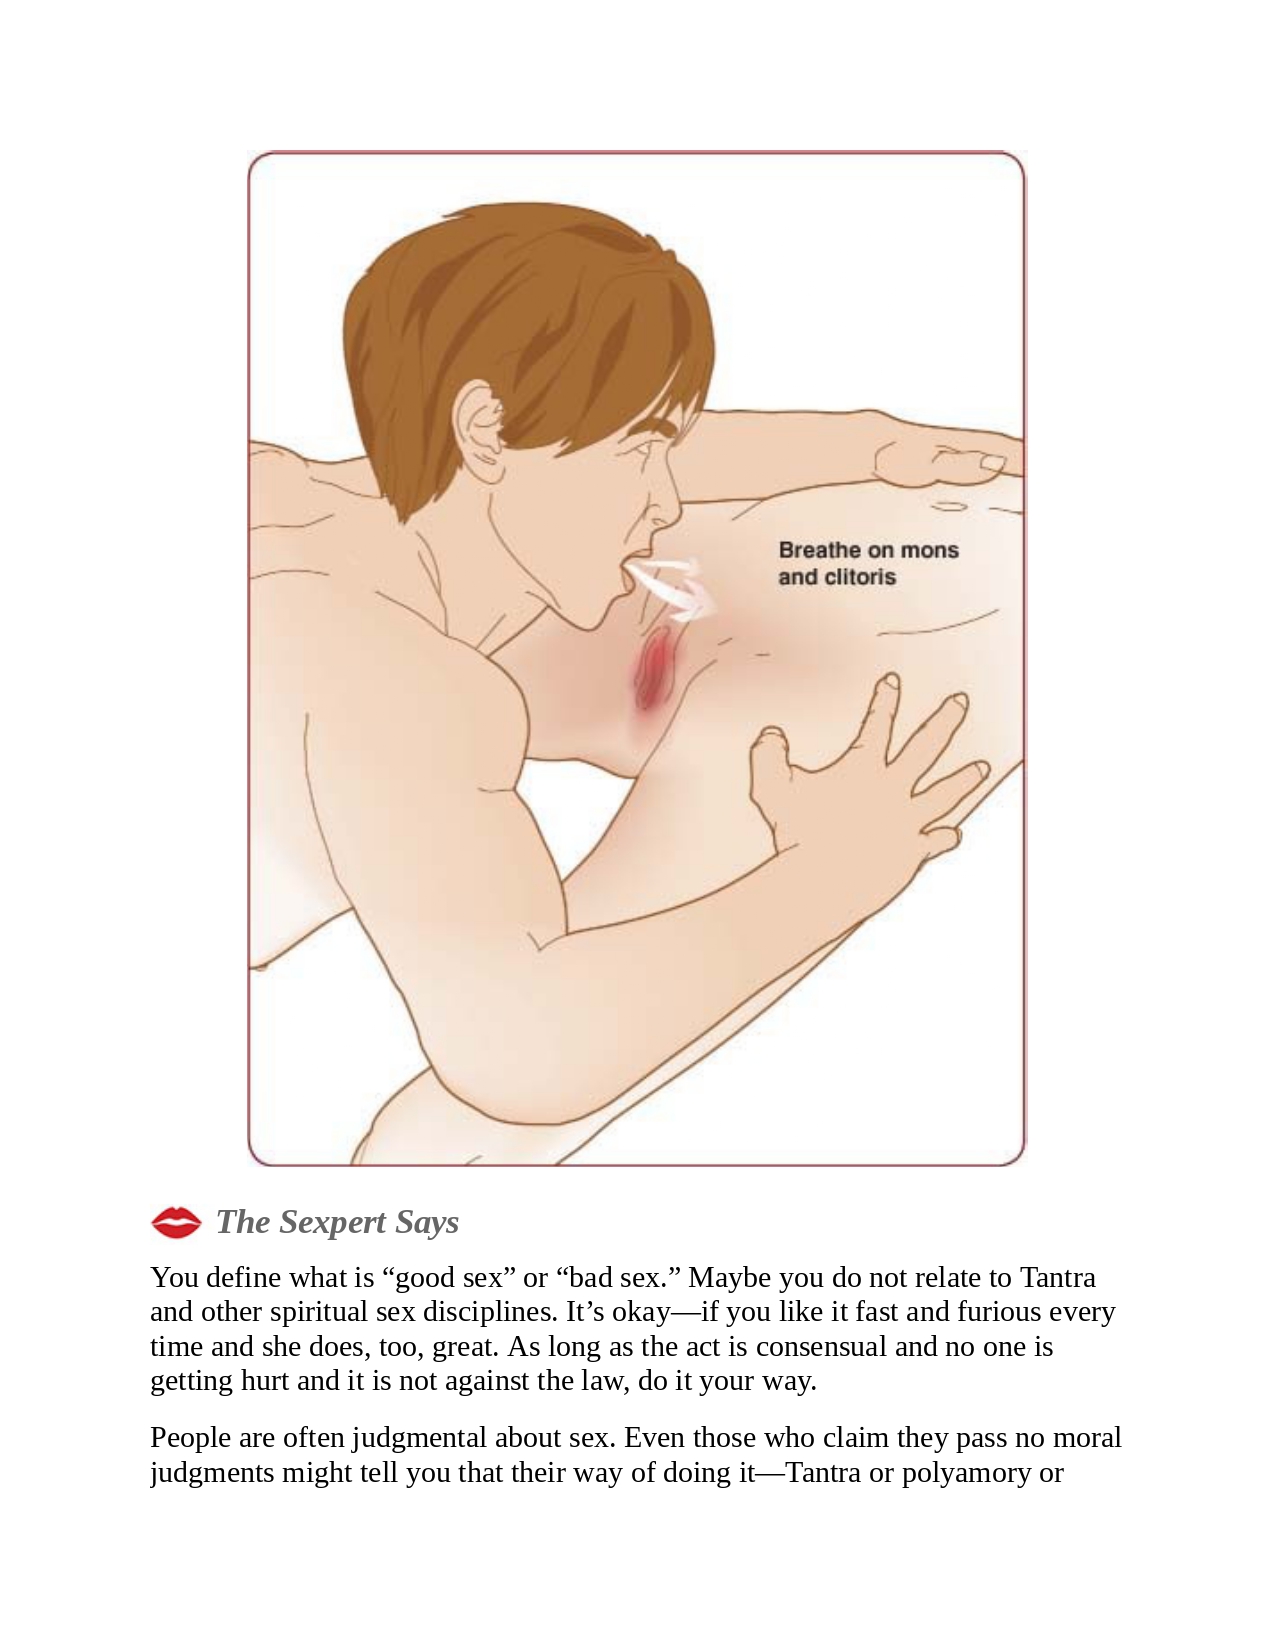 Breathe on mons
and clitoris
The Sexpert Says
You define what is “good sex” or “bad sex.” Maybe you do not relate to Tantra
and other spiritual sex disciplines. It’s okay—if you like it fast and furious every
time and she does, too, great. As long as the act is consensual and no one is
getting hurt and it is not against the law, do it your way.
People are often judgmental about sex. Even those who claim they pass no moral
judgments might tell you that their way of doing it—Tantra or polyamory or